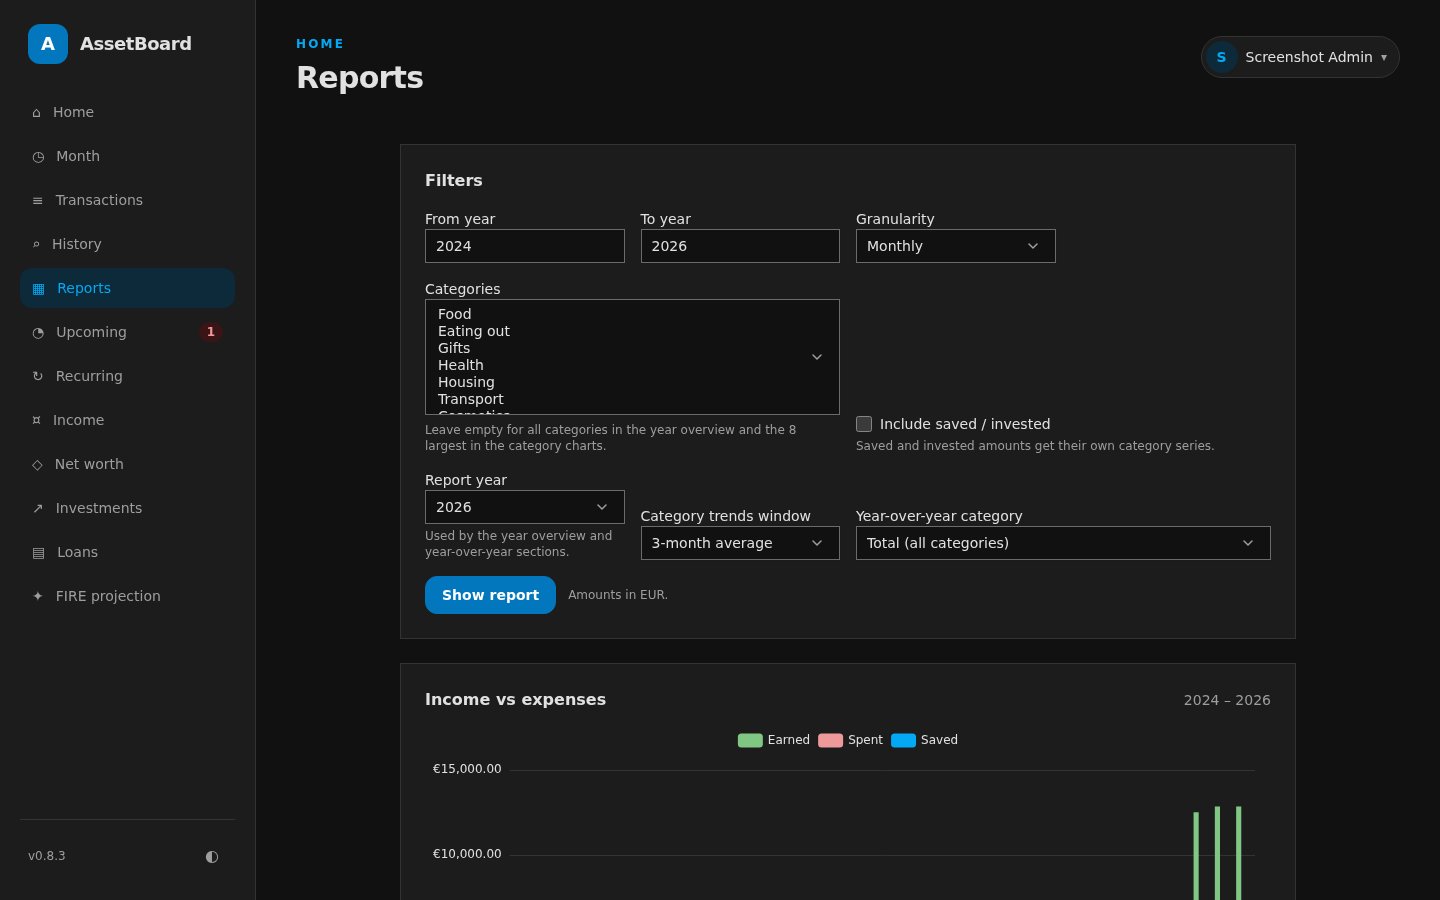 A AssetBoard
Home
Month
Transactions
History
Reports
Upcoming 1
Recurring
Income
Net worth
Investments
Loans
FIRE projection
v0.8.3
HOME
Reports
S Screenshot Admin
Filters
From year
2024
To year
2026
Granularity
Monthly
Categories
Food
Eating out
Gifts
Health
Housing
Transport
Cosmetics
Leave empty for all categories in the year overview and the 8
largest in the category charts.
Include saved / invested
Saved and invested amounts get their own category series.
Report year
2026
Used by the year overview and
year-over-year sections.
Category trends window
3-month average
Year-over-year category
Total (all categories)
Show report
Amounts in EUR.
Income vs expenses
2024 – 2026
Earned Spent Saved
€15,000.00
€10,000.00